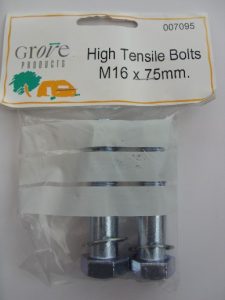 007095
Grove
PRODUCTS
High Tensile Bolts
M16 x 75mm.